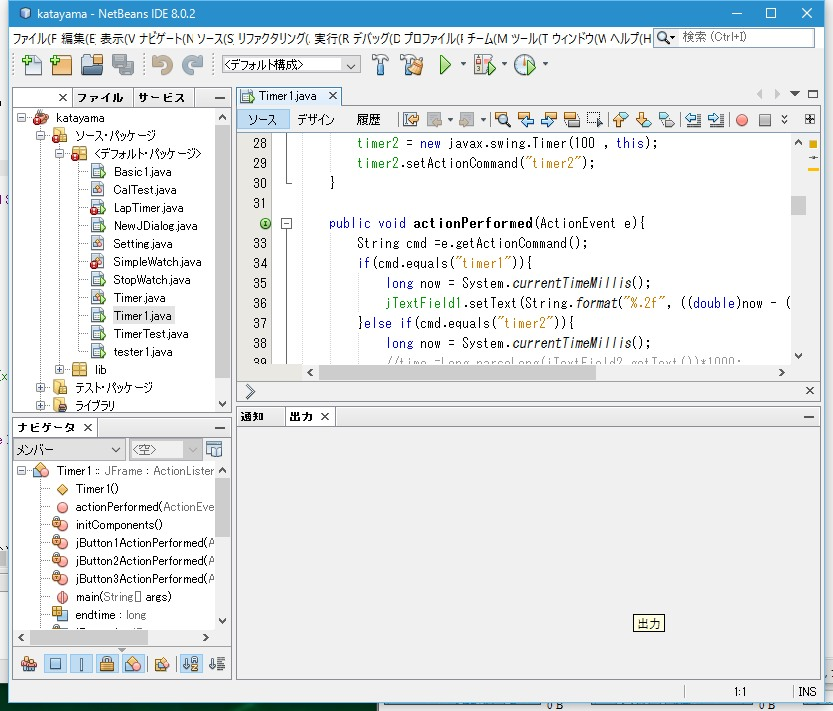 katayama - NetBeans IDE 8.0.2
ファイル(F 編集(E 表示(V ナビゲート(N ソース(S リファクタリング(. 実行(R デバッグ(D プロファイル(F チーム(M ツール(T ウィンドウ(W ヘルプ(H 検索 (Ctrl+I)
<デフォルト構成>
ファイル サービス
katayama
ソース・パッケージ
<デフォルト・パッケージ>
Basic1.java
CalTest.java
LapTimer.java
NewJDialog.java
Setting.java
SimpleWatch.java
StopWatch.java
Timer.java
Timer1.java
TimerTest.java
tester1.java
lib
テスト・パッケージ
ライブラリ
Timer1.java
ソース デザイン 履歴
28 timer2 = new javax.swing.Timer(100 , this);
29 timer2.setActionCommand("timer2");
30 }
31
public void actionPerformed(ActionEvent e){
33 String cmd =e.getActionCommand();
34 if(cmd.equals("timer1")){
35 long now = System.currentTimeMillis();
36 jTextField1.setText(String.format("%.2f", ((double)now - (
37 }else if(cmd.equals("timer2")){
38 long now = System.currentTimeMillis();
39 //time =Long.parseLong(jTextField2.getText())*1000;
ナビゲータ
メンバー <空>
Timer1 :: JFrame : ActionLister
Timer1()
actionPerformed(ActionEve
initComponents()
jButton1ActionPerformed(A
jButton2ActionPerformed(A
jButton3ActionPerformed(A
main(String[] args)
endtime : long
通知 出力
出力
1:1 INS
0 B 0 B